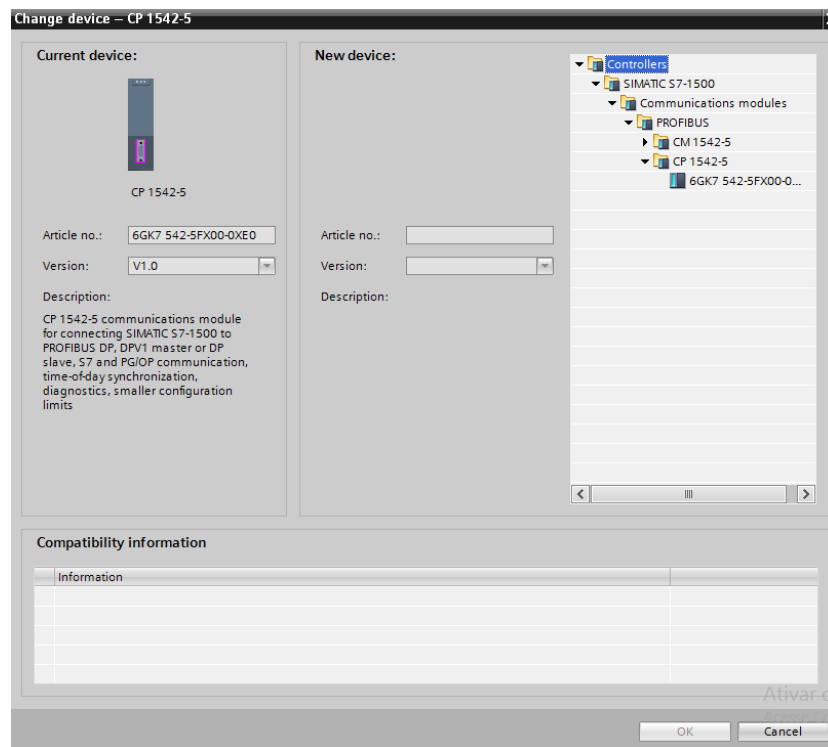 Change device – CP 1542-5
Current device:
CP 1542-5
Article no.: 6GK7 542-5FX00-0XE0
Version: V1.0
Description:
CP 1542-5 communications module
for connecting SIMATIC S7-1500 to
PROFIBUS DP, DPV1 master or DP
slave, S7 and PG/OP communication,
time-of-day synchronization,
diagnostics, smaller configuration
limits
New device:
Article no.:
Version:
Description:
Controllers
SIMATIC S7-1500
Communications modules
PROFIBUS
CM 1542-5
CP 1542-5
6GK7 542-5FX00-0...
Compatibility information
Information
Ativar
OK
Cancel